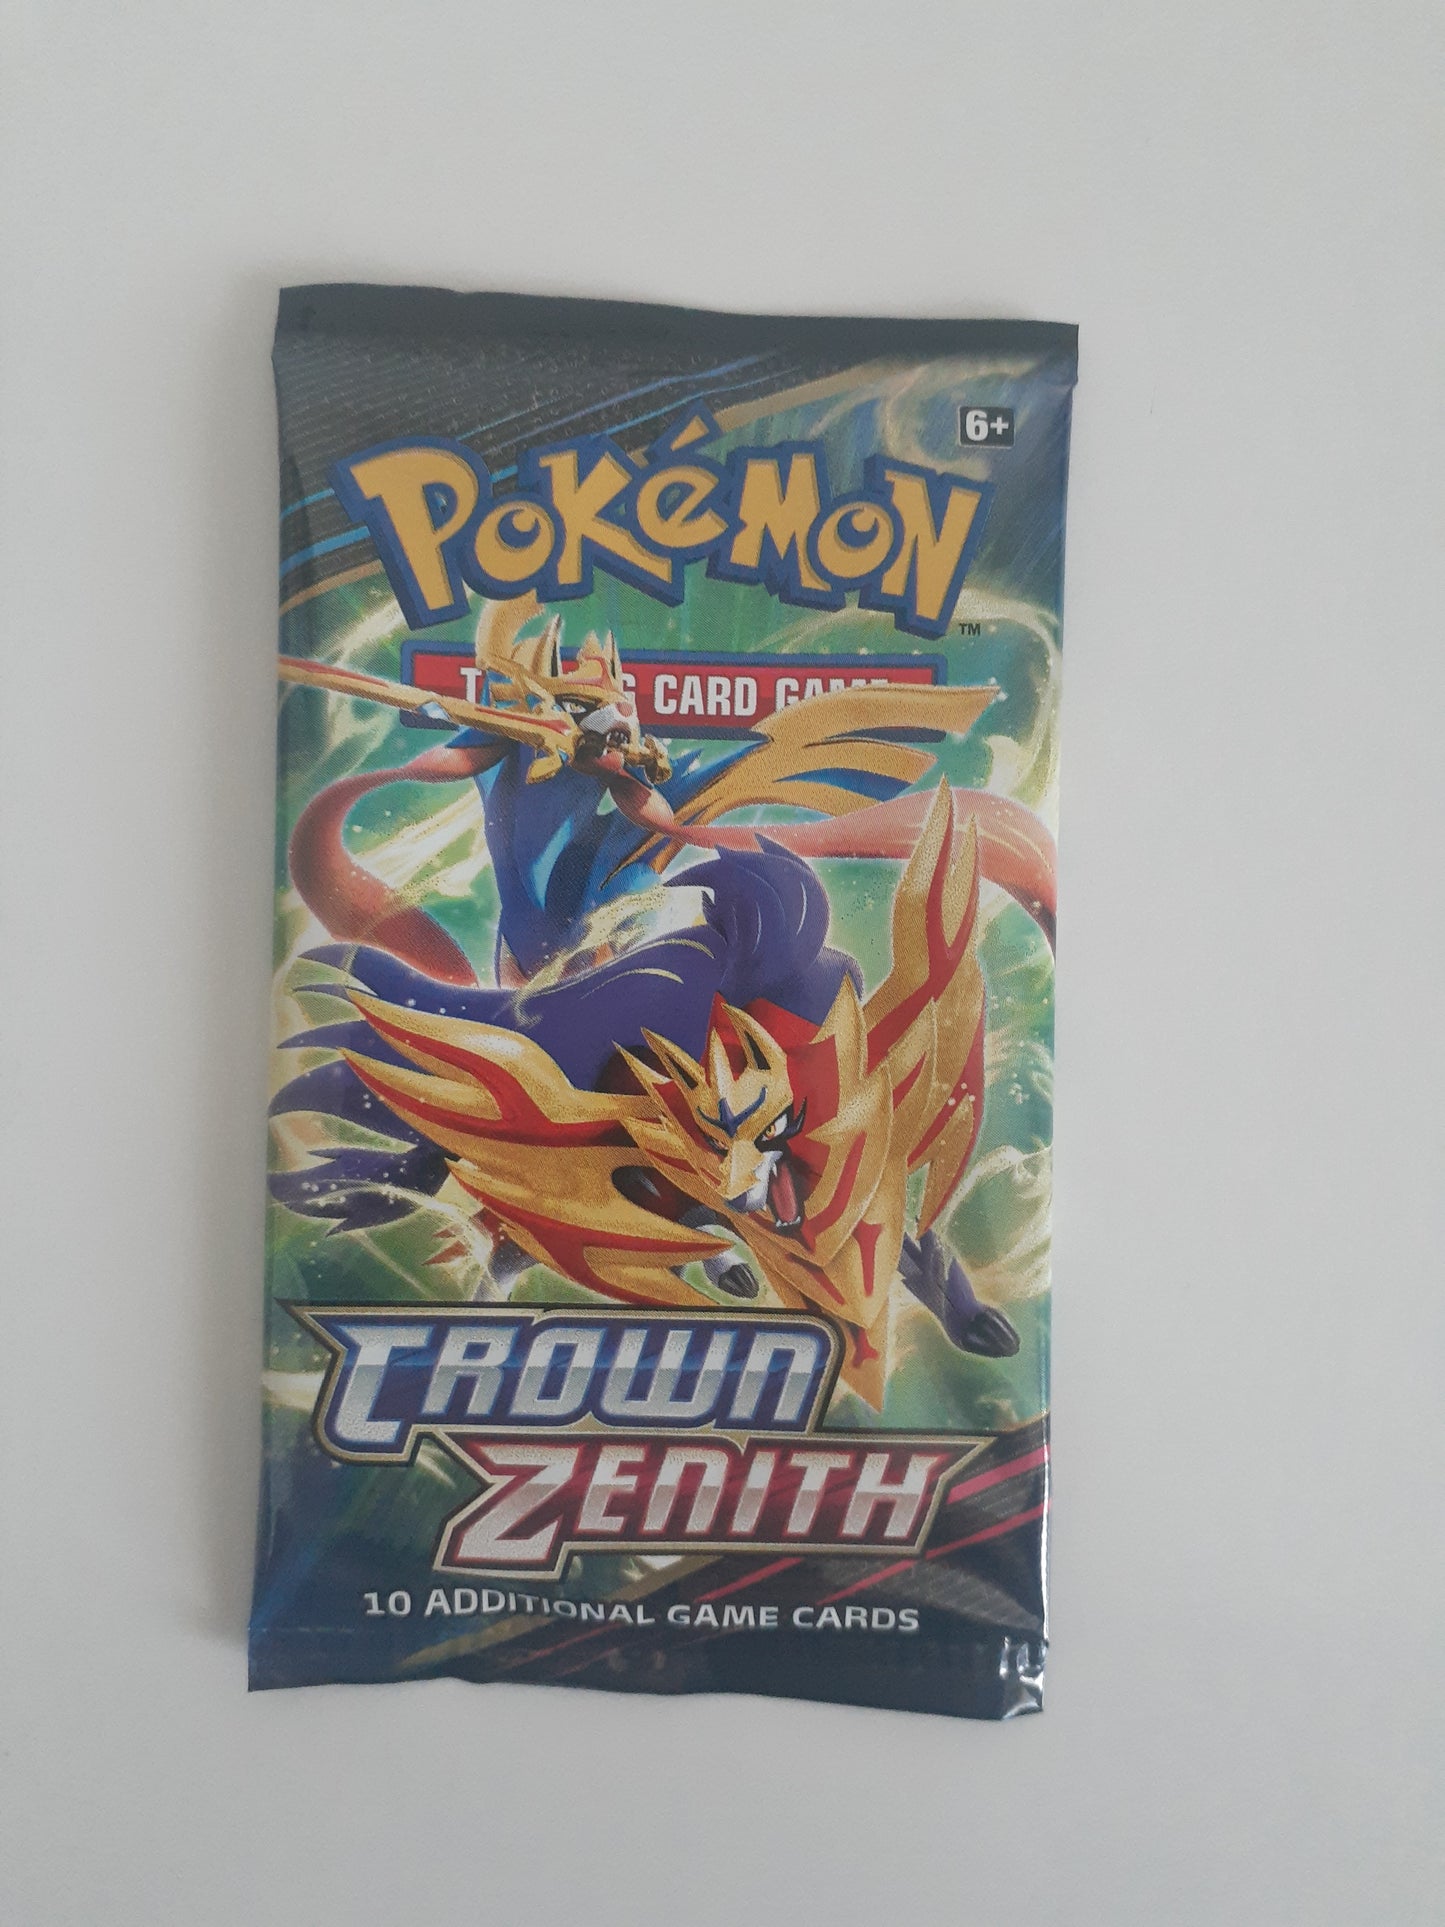 6+
POKéMON
TM
CARD GAME
CROWN
ZENITH
10 ADDITIONAL GAME CARDS